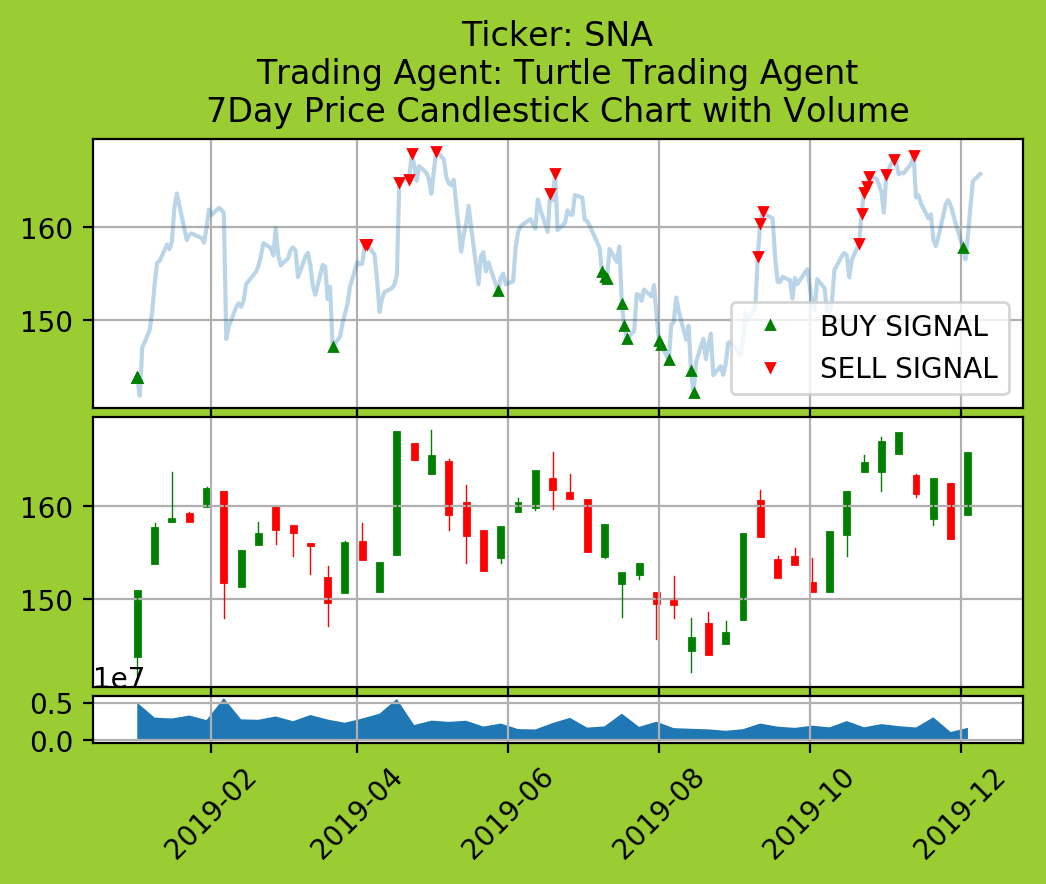 Ticker: SNA
Trading Agent: Turtle Trading Agent
7Day Price Candlestick Chart with Volume
160
150
BUY SIGNAL
SELL SIGNAL
160
150
1e7
0.5
0.0
2019-02
2019-04
2019-06
2019-08
2019-10
2019-12